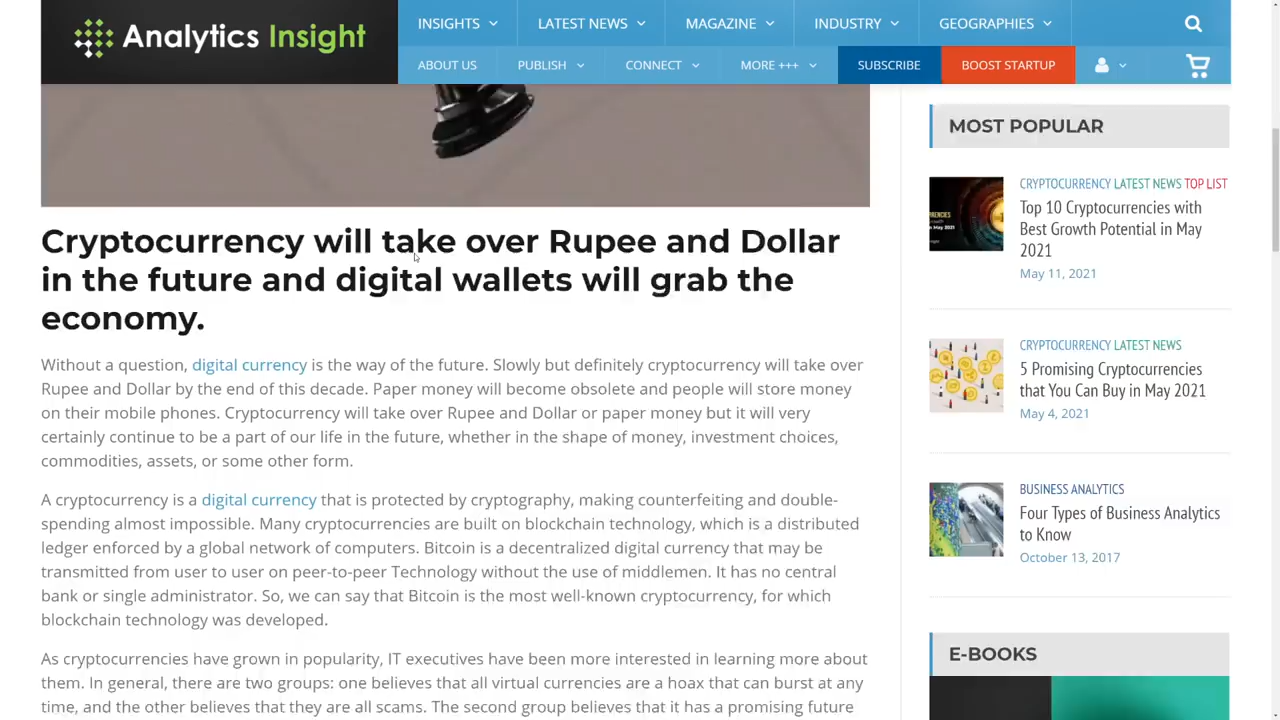 Analytics Insight
INSIGHTS LATEST NEWS MAGAZINE INDUSTRY GEOGRAPHIES
ABOUT US PUBLISH CONNECT MORE +++ SUBSCRIBE BOOST STARTUP
Cryptocurrency will take over Rupee and Dollar
in the future and digital wallets will grab the
economy.
Without a question, digital currency is the way of the future. Slowly but definitely cryptocurrency will take over
Rupee and Dollar by the end of this decade. Paper money will become obsolete and people will store money
on their mobile phones. Cryptocurrency will take over Rupee and Dollar or paper money but it will very
certainly continue to be a part of our life in the future, whether in the shape of money, investment choices,
commodities, assets, or some other form.
A cryptocurrency is a digital currency that is protected by cryptography, making counterfeiting and double-
spending almost impossible. Many cryptocurrencies are built on blockchain technology, which is a distributed
ledger enforced by a global network of computers. Bitcoin is a decentralized digital currency that may be
transmitted from user to user on peer-to-peer Technology without the use of middlemen. It has no central
bank or single administrator. So, we can say that Bitcoin is the most well-known cryptocurrency, for which
blockchain technology was developed.
As cryptocurrencies have grown in popularity, IT executives have been more interested in learning more about
them. In general, there are two groups: one believes that all virtual currencies are a hoax that can burst at any
time, and the other believes that they are all scams. The second group believes that it has a promising future
MOST POPULAR
CRYPTOCURRENCY LATEST NEWS TOP LIST
Top 10 Cryptocurrencies with
Best Growth Potential in May
2021
May 11, 2021
CRYPTOCURRENCY LATEST NEWS
5 Promising Cryptocurrencies
that You Can Buy in May 2021
May 4, 2021
BUSINESS ANALYTICS
Four Types of Business Analytics
to Know
October 13, 2017
E-BOOKS